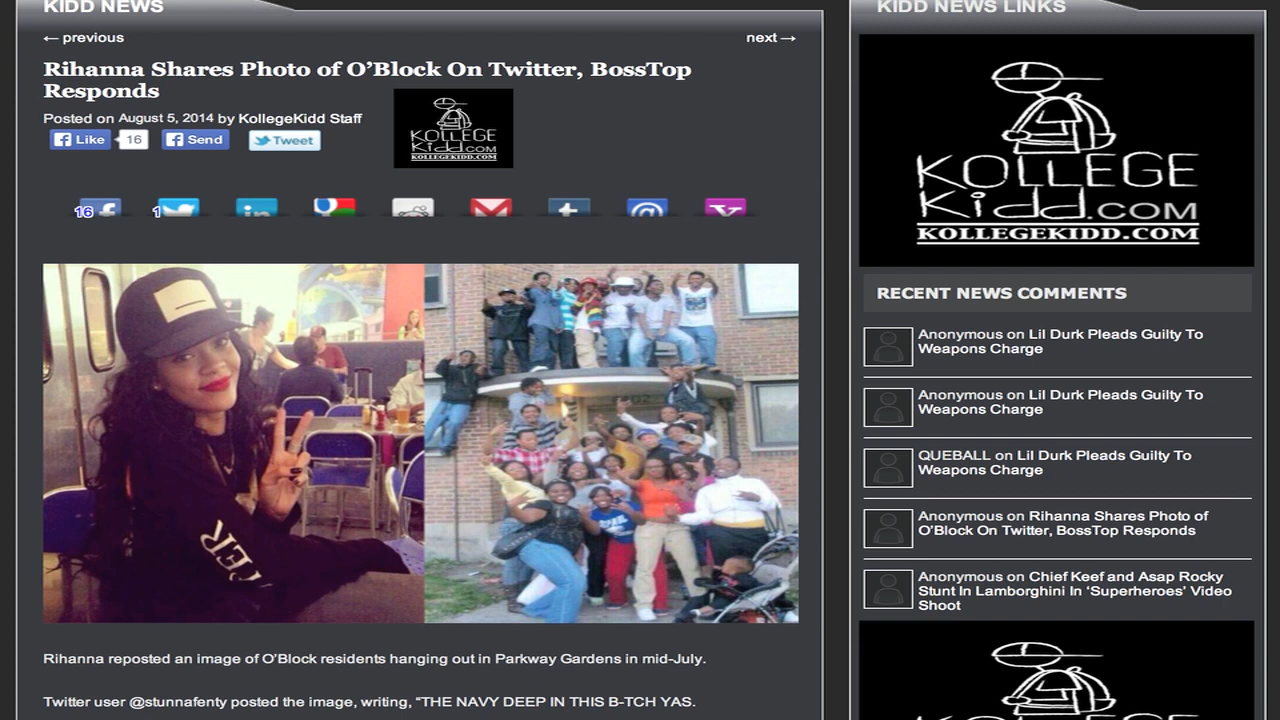 KIDD NEWS
← previous
next →
Rihanna Shares Photo of O’Block On Twitter, BossTop
Responds
Posted on August 5, 2014 by KollegeKidd Staff
Like
16
Send
Tweet
KOLLEGE
Kidd.COM
KOLLEGEKIDD.COM
16
1
Rihanna reposted an image of O’Block residents hanging out in Parkway Gardens in mid-July.
Twitter user @stunnafenty posted the image, writing, “THE NAVY DEEP IN THIS B-TCH YAS.
KIDD NEWS LINKS
KOLLEGE
Kidd.COM
KOLLEGEKIDD.COM
RECENT NEWS COMMENTS
Anonymous on Lil Durk Pleads Guilty To
Weapons Charge
Anonymous on Lil Durk Pleads Guilty To
Weapons Charge
QUEBALL on Lil Durk Pleads Guilty To
Weapons Charge
Anonymous on Rihanna Shares Photo of
O’Block On Twitter, BossTop Responds
Anonymous on Chief Keef and Asap Rocky
Stunt In Lamborghini In ‘Superheroes’ Video
Shoot